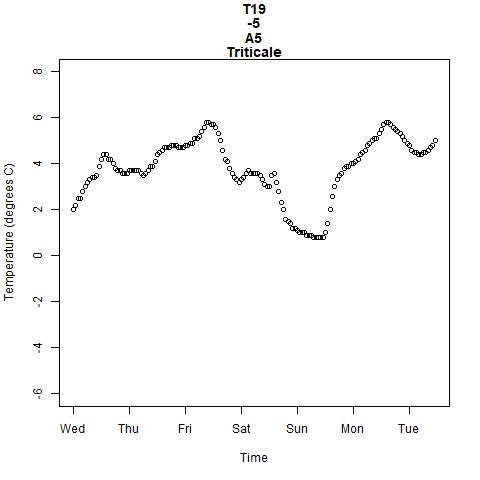 T19
-5
A5
Triticale
Temperature (degrees C)
8
6
4
2
0
-2
-4
-6
Wed Thu Fri Sat Sun Mon Tue
Time